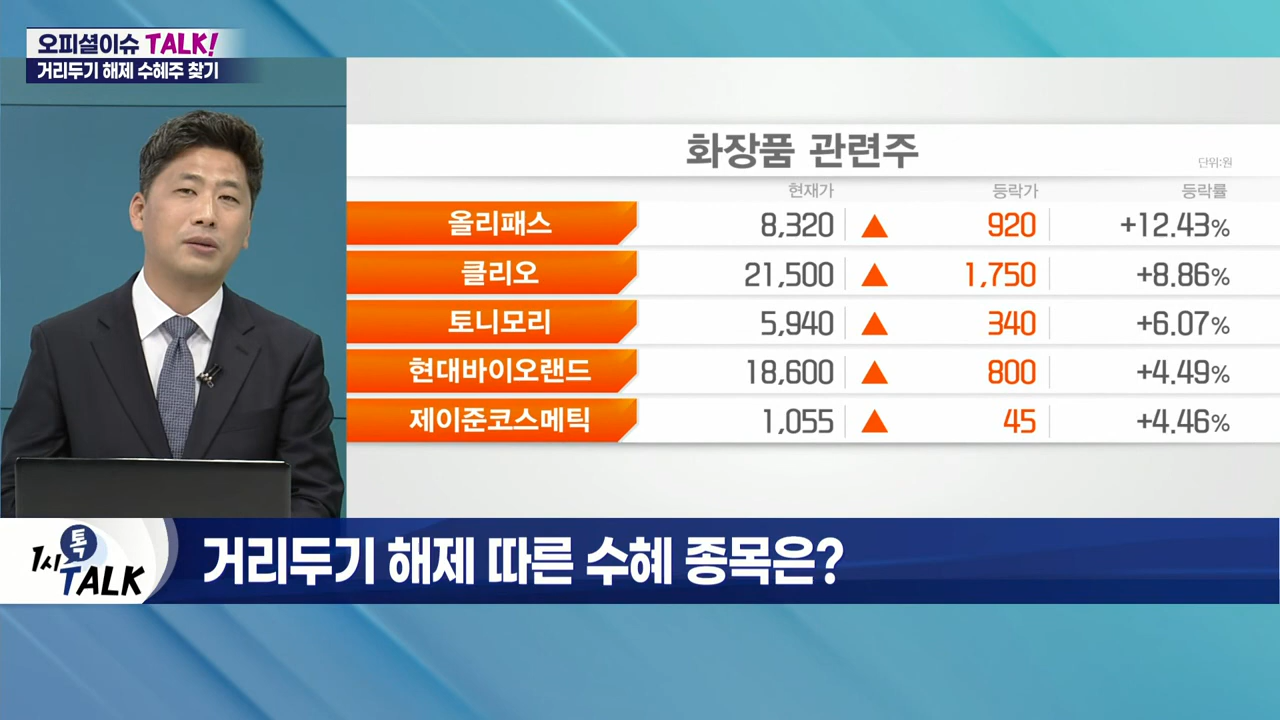 오피셜이슈 TALK!
거리두기 해제 수혜주 찾기
화장품 관련주
단위:원
현재가 등락가 등락률
올리패스 8,320 ▲ 920 +12.43%
클리오 21,500 ▲ 1,750 +8.86%
토니모리 5,940 ▲ 340 +6.07%
현대바이오랜드 18,600 ▲ 800 +4.49%
제이준코스메틱 1,055 ▲ 45 +4.46%
1시 톡 TALK
거리두기 해제 따른 수혜 종목은?